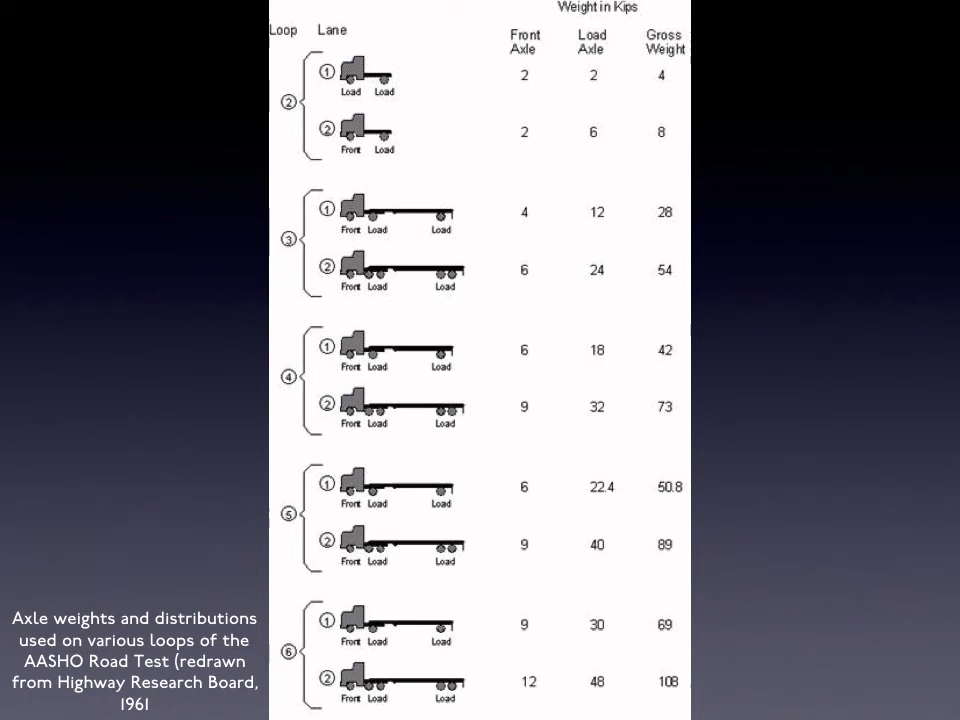 Weight in Kips
Loop Lane Front Axle Load Axle Gross Weight
① 2 2 4
Load Load
②
② 2 6 8
Front Load
① 4 12 28
Front Load Load
③
② 6 24 54
Front Load Load
① 6 18 42
Front Load Load
④
② 9 32 73
Front Load Load
① 6 22.4 50.8
Front Load Load
⑤
② 9 40 89
Front Load Load
① 9 30 69
Front Load Load
⑥
② 12 48 108
Front Load Load
Axle weights and distributions
used on various loops of the
AASHO Road Test (redrawn
from Highway Research Board,
1961